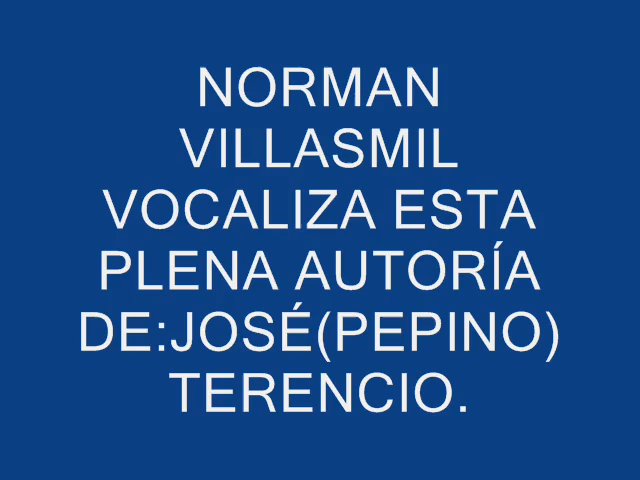 NORMAN
VILLASMIL
VOCALIZA ESTA
PLENA AUTORÍA
DE:JOSÉ(PEPINO)
TERENCIO.